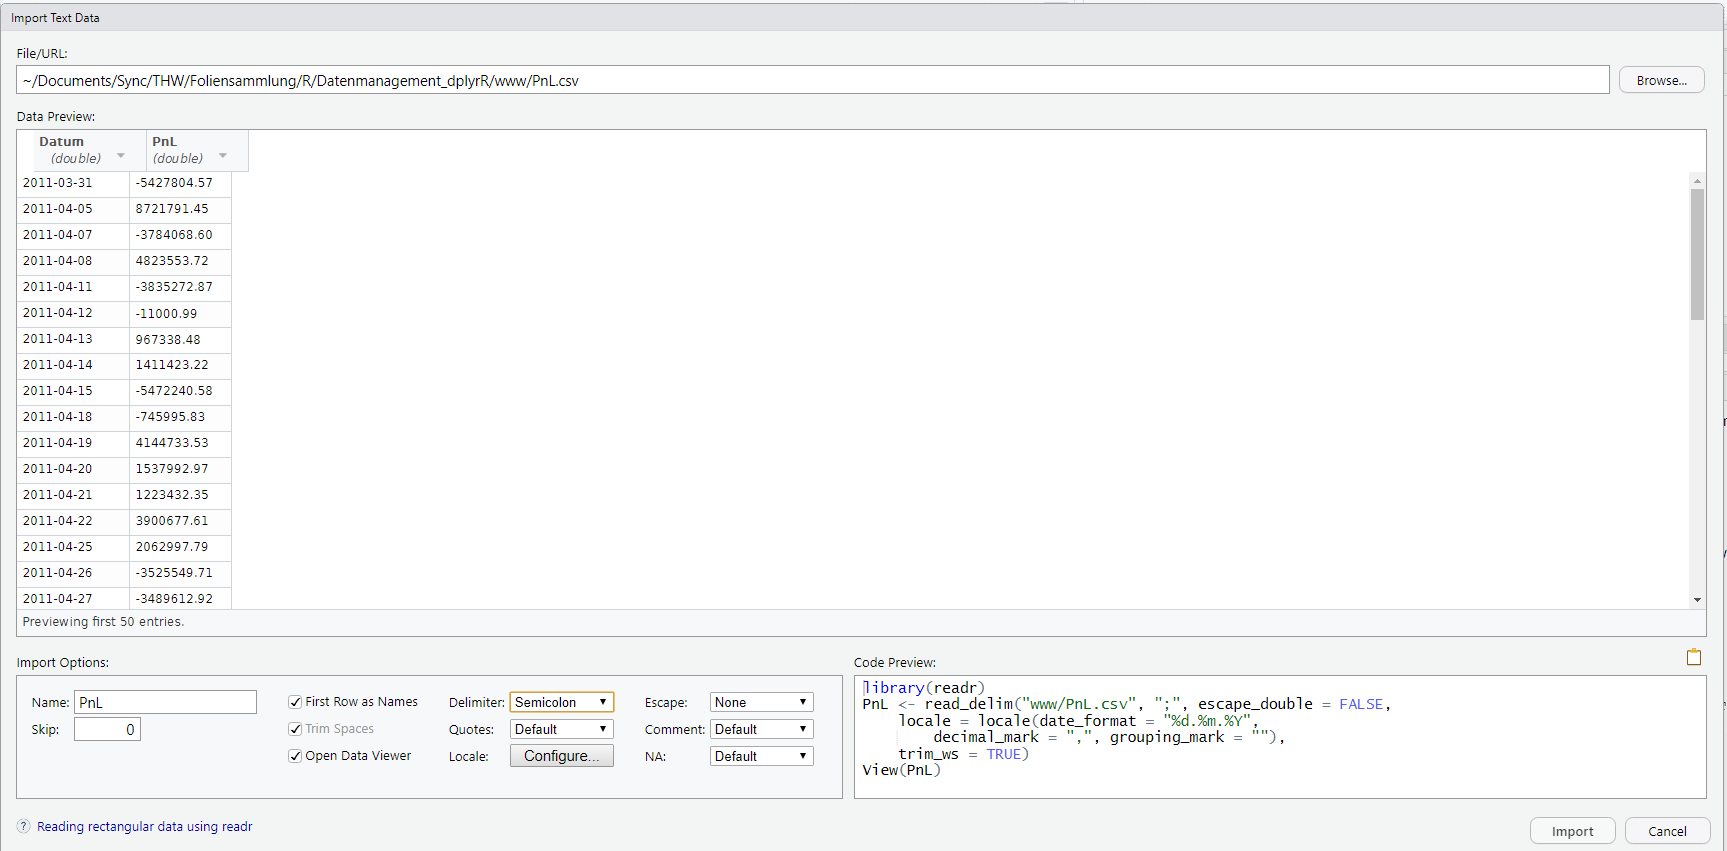 Import Text Data
File/URL:
~/Documents/Sync/THW/Foliensammlung/R/Datenmanagement_dplyrR/www/PnL.csv
Browse...
Data Preview:
Datum PnL
(double) (double)
2011-03-31 -5427804.57
2011-04-05 8721791.45
2011-04-07 -3784068.60
2011-04-08 4823553.72
2011-04-11 -3835272.87
2011-04-12 -11000.99
2011-04-13 967338.48
2011-04-14 1411423.22
2011-04-15 -5472240.58
2011-04-18 -745995.83
2011-04-19 4144733.53
2011-04-20 1537992.97
2011-04-21 1223432.35
2011-04-22 3900677.61
2011-04-25 2062997.79
2011-04-26 -3525549.71
2011-04-27 -3489612.92
Previewing first 50 entries.
Import Options:
Name: PnL
Skip: 0
First Row as Names
Trim Spaces
Open Data Viewer
Delimiter: Semicolon
Quotes: Default
Locale: Configure...
Escape: None
Comment: Default
NA: Default
Code Preview:
library(readr)
PnL <- read_delim("www/PnL.csv", ";", escape_double = FALSE,
    locale = locale(date_format = "%d.%m.%Y",
        decimal_mark = ",", grouping_mark = ""),
    trim_ws = TRUE)
View(PnL)
? Reading rectangular data using readr
Import
Cancel